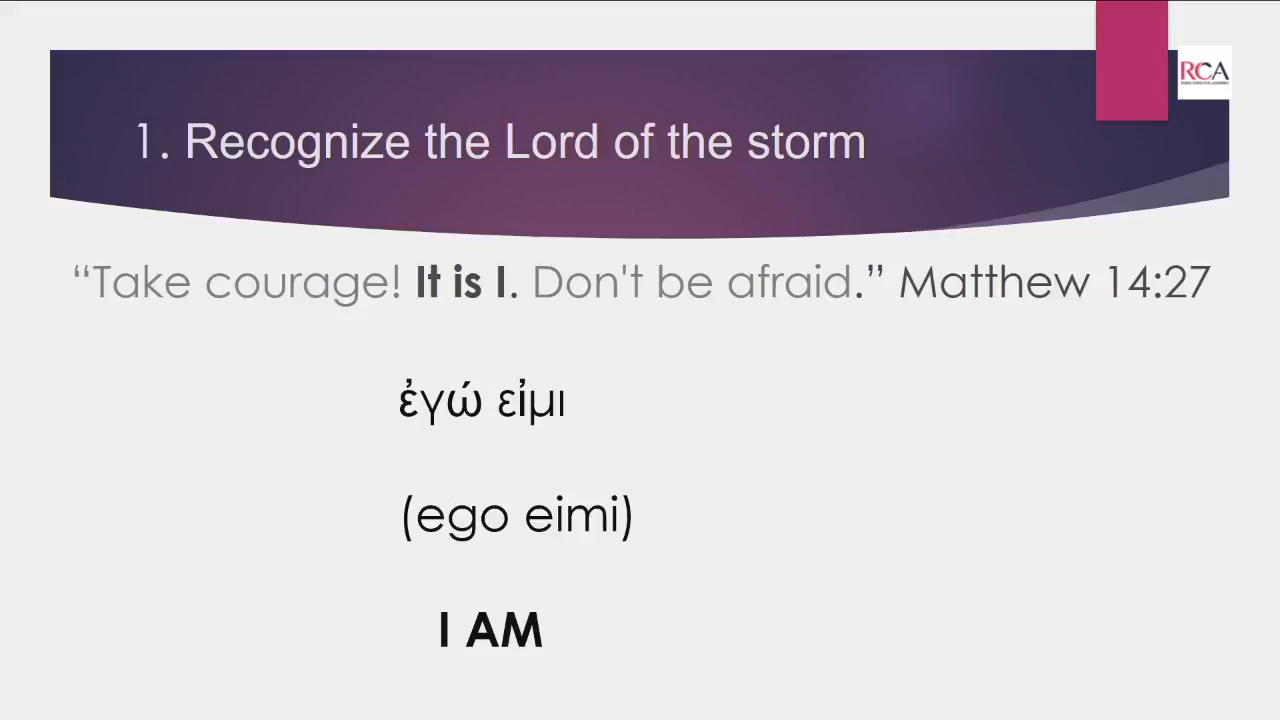 RCA
1. Recognize the Lord of the storm
“Take courage! It is I. Don't be afraid.” Matthew 14:27
ἐγώ εἰμι
(ego eimi)
I AM